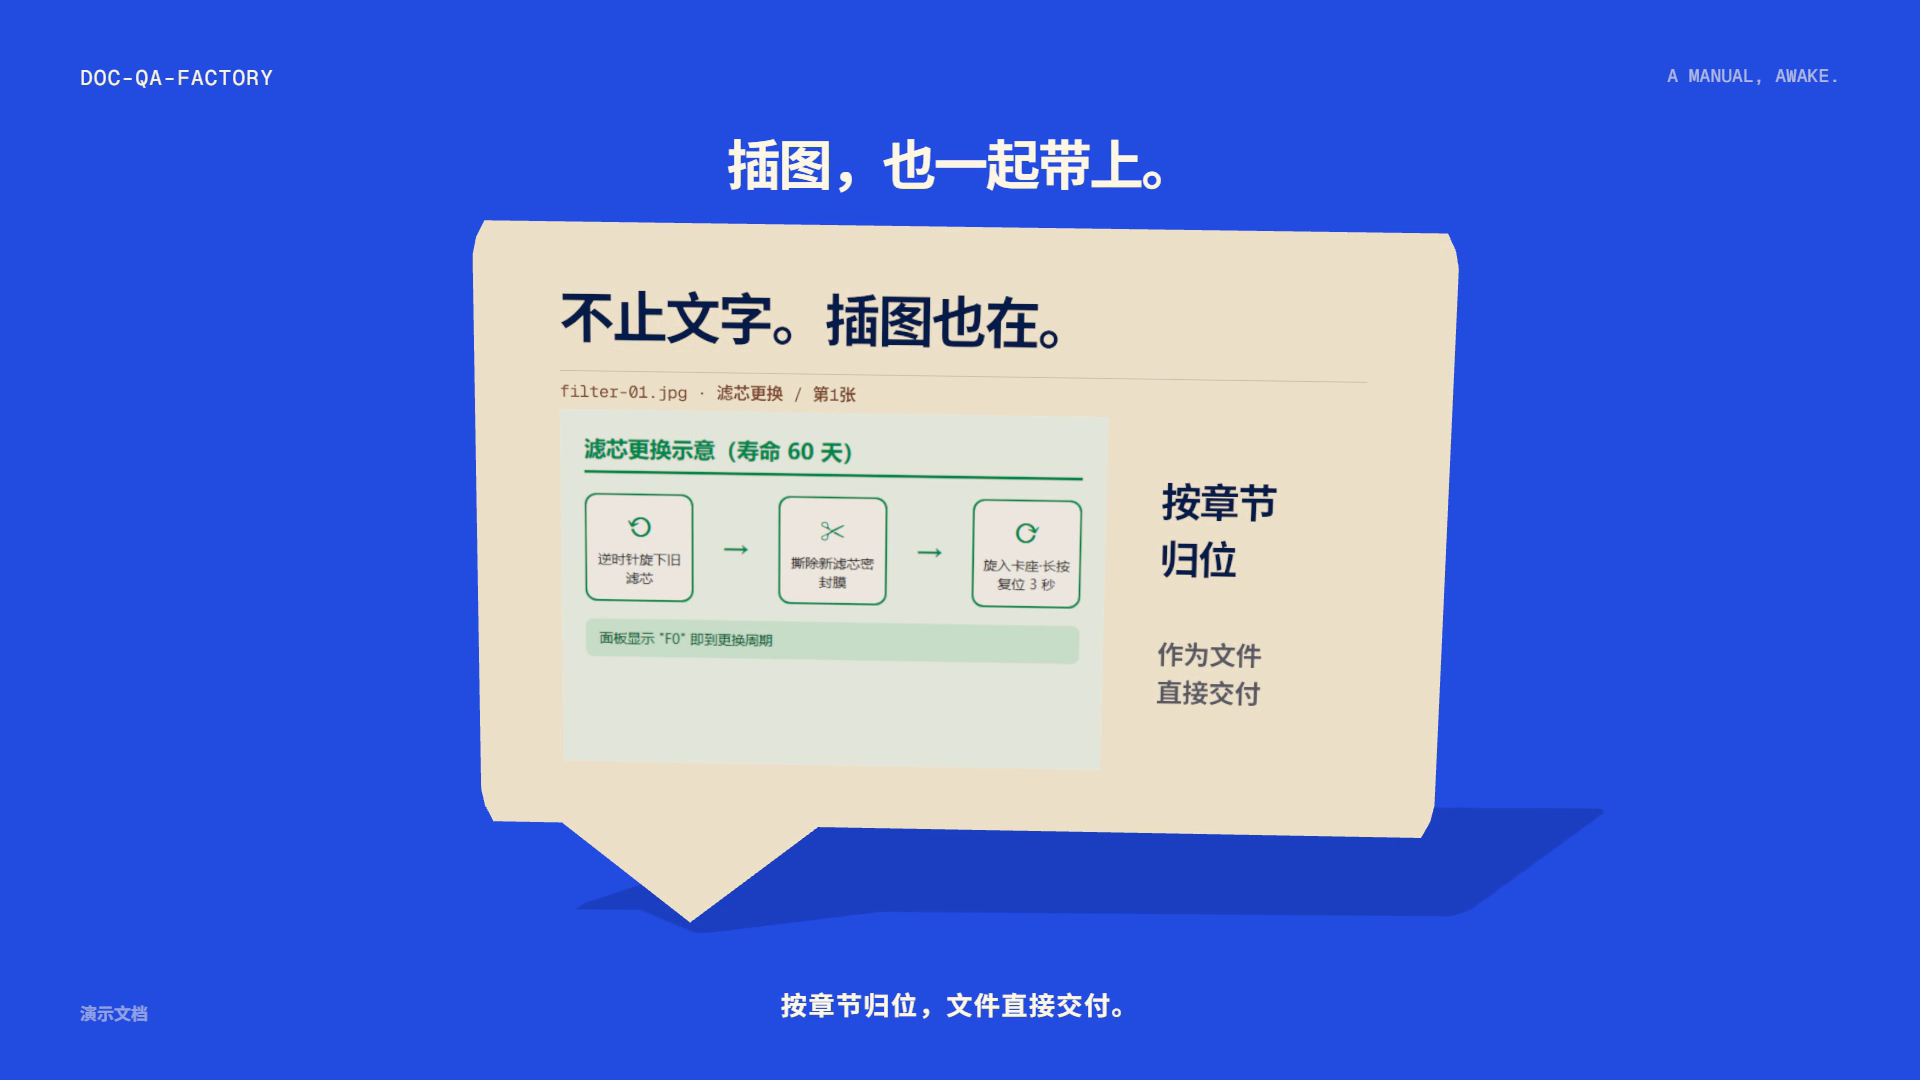 DOC-QA-FACTORY
A MANUAL, AWAKE.
插图，也一起带上。
不止文字。插图也在。
filter-01.jpg · 滤芯更换 / 第1张
滤芯更换示意（寿命 60 天）
逆时针旋下旧
滤芯
→
撕除新滤芯密
封膜
→
旋入卡座·长按
复位 3 秒
面板显示 "F0" 即到更换周期
按章节
归位
作为文件
直接交付
按章节归位，文件直接交付。
演示文档